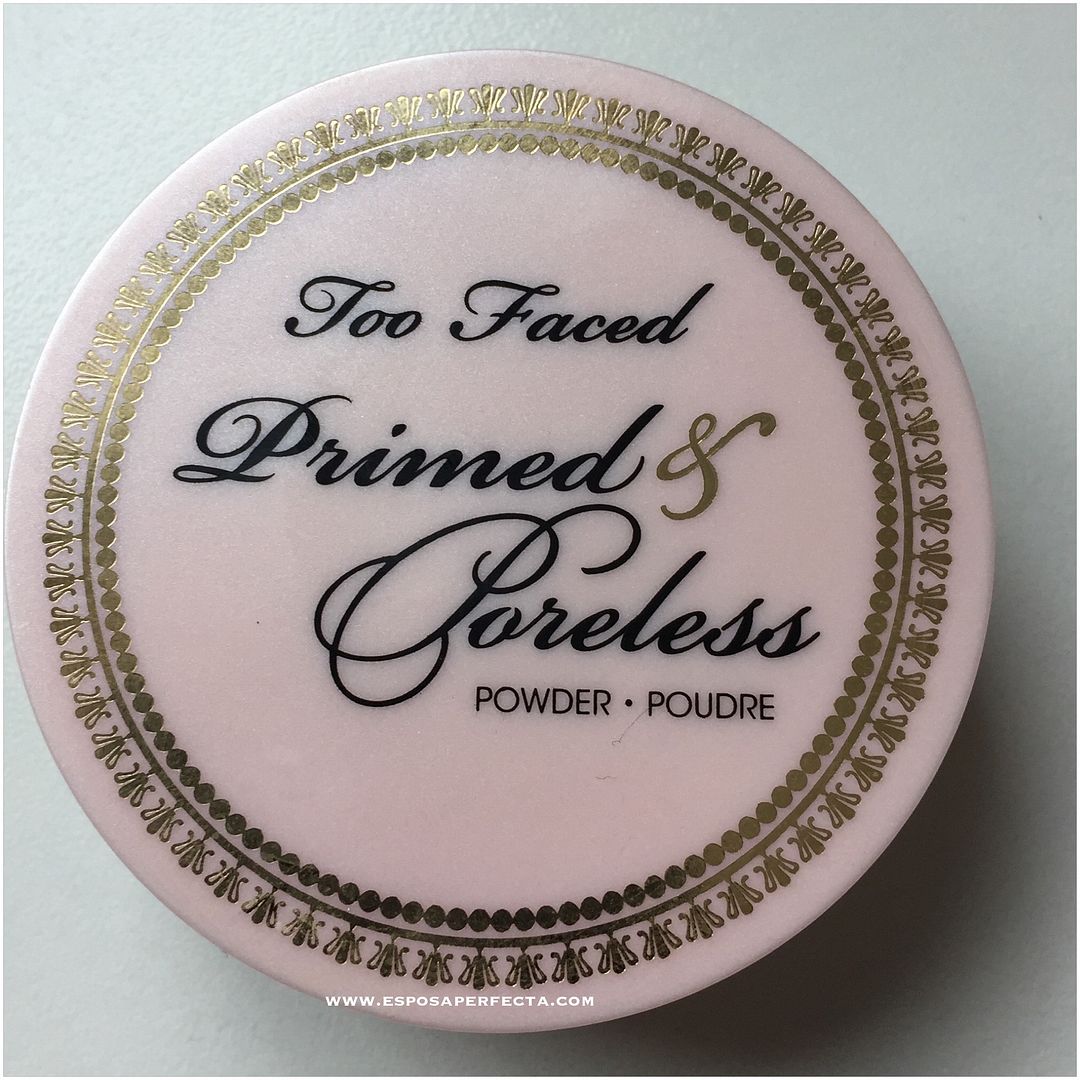 Too Faced
Primed &
Poreless
POWDER • POUDRE
WWW.ESPOSAPERFECTA.COM